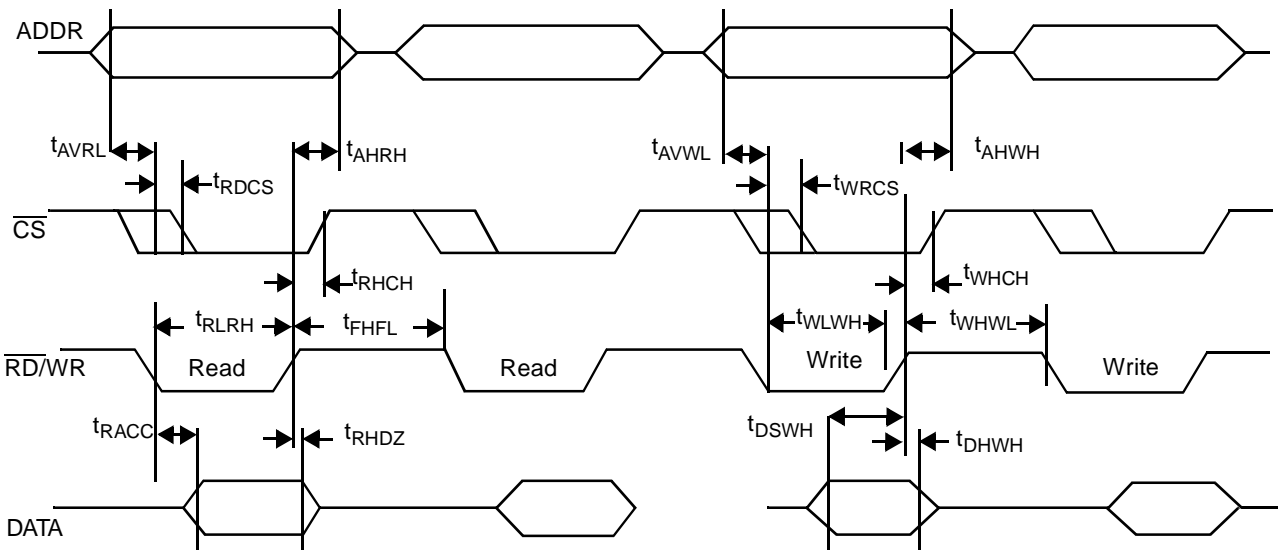 ADDR
tAVRL
tAHRH
tAVWL
tAHWH
tRDCS
tWRCS
CS
tRHCH
tWHCH
tRLRH
tFHFL
tWLWH
tWHWL
RD/WR
Read
Read
Write
Write
tRACC
tRHDZ
tDSWH
tDHWH
DATA